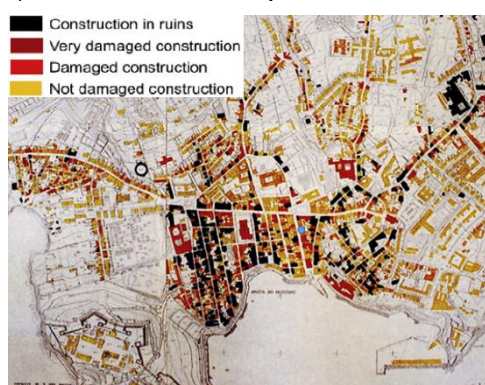 Construction in ruins
Very damaged construction
Damaged construction
Not damaged construction